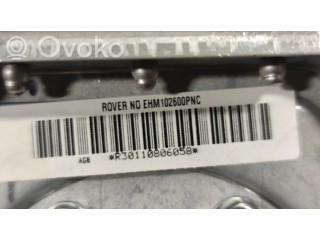 Ovoko
ROVER NO EHM102600PNC
AGB
*R30110806058*